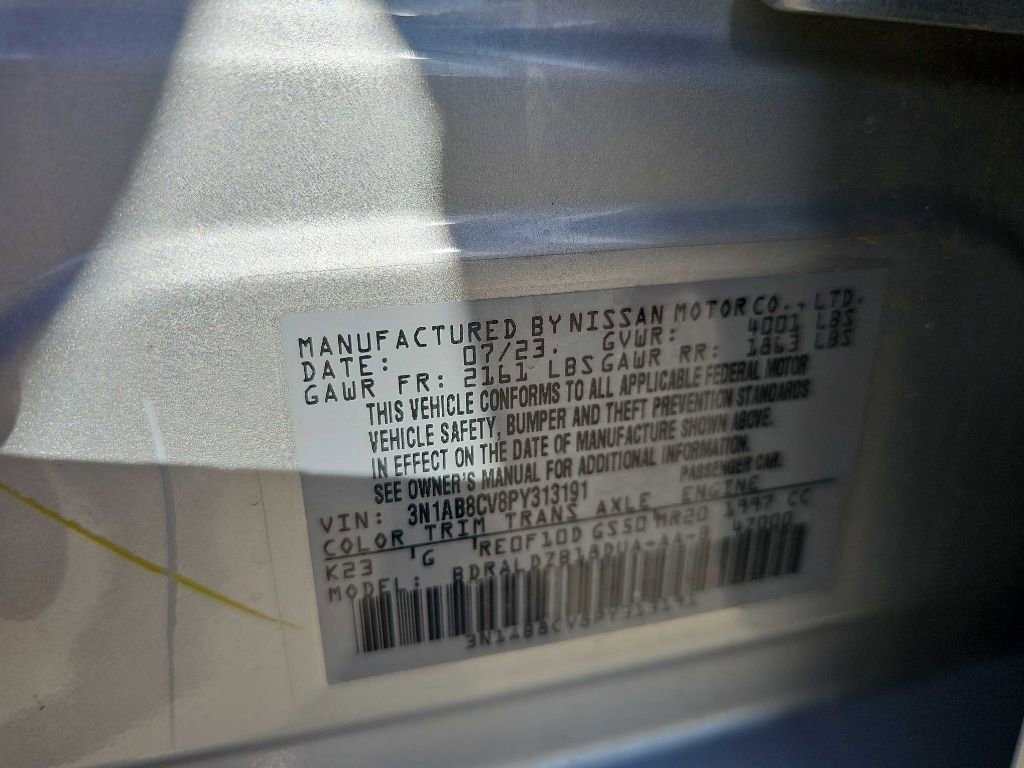 MANUFACTURED BY NISSAN MOTOR CO., LTD.
DATE: 07/23. GVWR: 4001 LBS
GAWR FR: 2161 LBS GAWR RR: 1863 LBS
THIS VEHICLE CONFORMS TO ALL APPLICABLE FEDERAL MOTOR
VEHICLE SAFETY, BUMPER AND THEFT PREVENTION STANDARDS
IN EFFECT ON THE DATE OF MANUFACTURE SHOWN ABOVE.
SEE OWNER'S MANUAL FOR ADDITIONAL INFORMATION.
VIN: 3N1AB8CV8PY313191 PASSENGER CAR.
COLOR TRIM TRANS AXLE ENGINE
K23 G RE0F10D GS50 MR20 1997 CC
MODEL: 47000
3N1AB8CV8PY313191